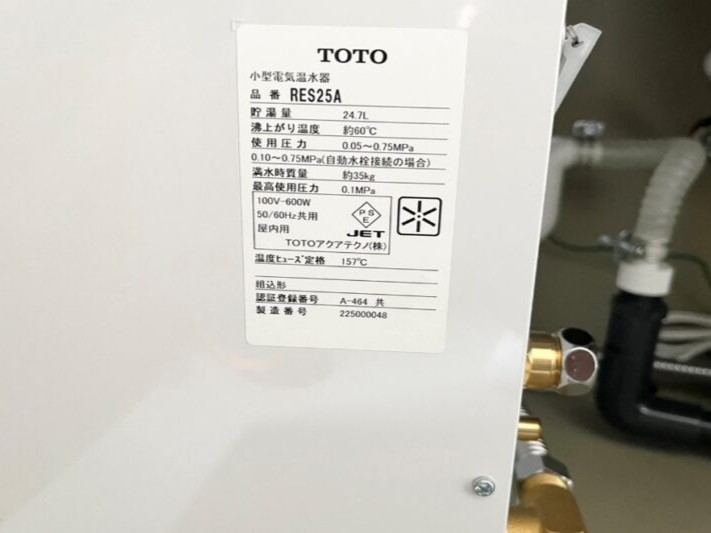 TOTO
小型電気温水器
品番 RES25A
貯湯量 24.7L
沸上がり温度 約60℃
使用圧力 0.05〜0.75MPa
0.10〜0.75MPa(自動水栓接続の場合)
満水時質量 約35kg
最高使用圧力 0.1MPa
100V-600W
50/60Hz共用
屋内用
PSE
JET
TOTOアクアテクノ(株)
温度ヒューズ定格 157℃
組込形
認証登録番号 A-464 共
製造番号 225000048